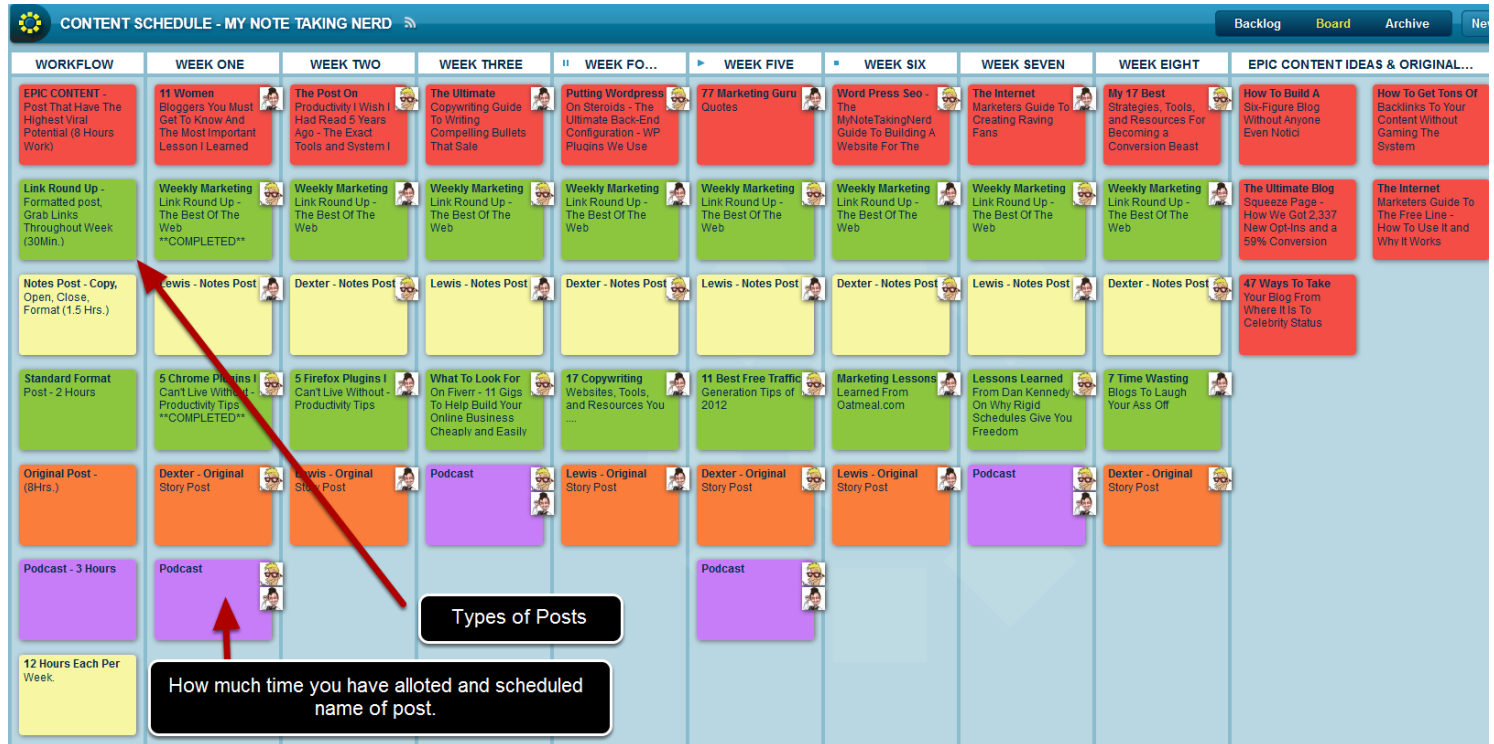 CONTENT SCHEDULE - MY NOTE TAKING NERD
Backlog
Board
Archive
WORKFLOW
WEEK ONE
WEEK TWO
WEEK THREE
WEEK FO...
WEEK FIVE
WEEK SIX
WEEK SEVEN
WEEK EIGHT
EPIC CONTENT IDEAS & ORIGINAL...
EPIC CONTENT -
Post That Have The
Highest Viral
Potential (8 Hours
Work)
11 Women
Bloggers You Must
Get To Know And
The Most Important
Lesson I Learned
The Post On
Productivity I Wish I
Had Read 5 Years
Ago - The Exact
Tools and System I
The Ultimate
Copywriting Guide
To Writing
Compelling Bullets
That Sale
Putting Wordpress
On Steroids - The
Ultimate Back-End
Configuration - WP
Plugins We Use
77 Marketing Guru
Quotes
Word Press Seo -
The
MyNoteTakingNerd
Guide To Building A
Website For The
The Internet
Marketers Guide To
Creating Raving
Fans
My 17 Best
Strategies, Tools,
and Resources For
Becoming a
Conversion Beast
How To Build A
Six-Figure Blog
Without Anyone
Even Notici
How To Get Tons Of
Backlinks To Your
Content Without
Gaming The
System
Link Round Up -
Formatted post,
Grab Links
Throughout Week
(30Min.)
Weekly Marketing
Link Round Up -
The Best Of The
Web
**COMPLETED**
Weekly Marketing
Link Round Up -
The Best Of The
Web
Weekly Marketing
Link Round Up -
The Best Of The
Web
Weekly Marketing
Link Round Up -
The Best Of The
Web
Weekly Marketing
Link Round Up -
The Best Of The
Web
Weekly Marketing
Link Round Up -
The Best Of The
Web
Weekly Marketing
Link Round Up -
The Best Of The
Web
Weekly Marketing
Link Round Up -
The Best Of The
Web
The Ultimate Blog
Squeeze Page -
How We Got 2,337
New Opt-Ins and a
59% Conversion
The Internet
Marketers Guide To
The Free Line -
How To Use It and
Why It Works
Notes Post - Copy,
Open, Close,
Format (1.5 Hrs.)
Lewis - Notes Post
Dexter - Notes Post
Lewis - Notes Post
Dexter - Notes Post
Lewis - Notes Post
Dexter - Notes Post
Lewis - Notes Post
Dexter - Notes Post
47 Ways To Take
Your Blog From
Where It Is To
Celebrity Status
Standard Format
Post - 2 Hours
5 Chrome Plugins I
Can't Live Without -
Productivity Tips
**COMPLETED**
5 Firefox Plugins I
Can't Live Without -
Productivity Tips
What To Look For
On Fiverr - 11 Gigs
To Help Build Your
Online Business
Cheaply and Easily
17 Copywriting
Websites, Tools,
and Resources You
....
11 Best Free Traffic
Generation Tips of
2012
Marketing Lessons
Learned From
Oatmeal.com
Lessons Learned
From Dan Kennedy
On Why Rigid
Schedules Give You
Freedom
7 Time Wasting
Blogs To Laugh
Your Ass Off
Original Post -
(8Hrs.)
Dexter - Original
Story Post
Lewis - Orginal
Story Post
Podcast
Lewis - Original
Story Post
Dexter - Original
Story Post
Lewis - Original
Story Post
Podcast
Dexter - Original
Story Post
Podcast - 3 Hours
Podcast
Podcast
Types of Posts
12 Hours Each Per
Week.
How much time you have alloted and scheduled
name of post.